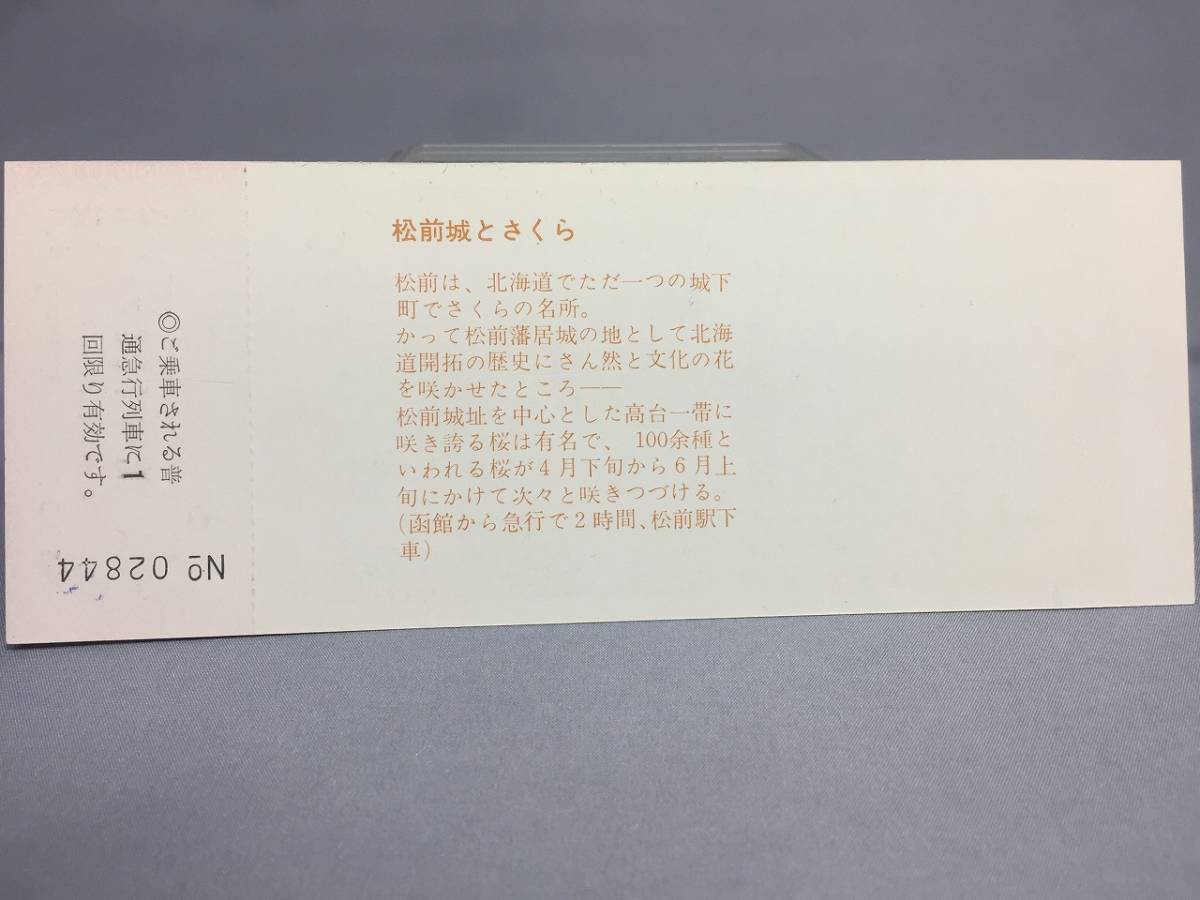 松前城とさくら
松前は、北海道でただ一つの城下
町でさくらの名所。
かって松前藩居城の地として北海
道開拓の歴史にさん然と文化の花
を咲かせたところ──
松前城址を中心とした高台一帯に
咲き誇る桜は有名で、100余種と
いわれる桜が4月下旬から6月上
旬にかけて次々と咲きつづける。
(函館から急行で2時間、松前駅下
車)
◎ご乗車される普
通急行列車に1
回限り有効です。
№ 02844